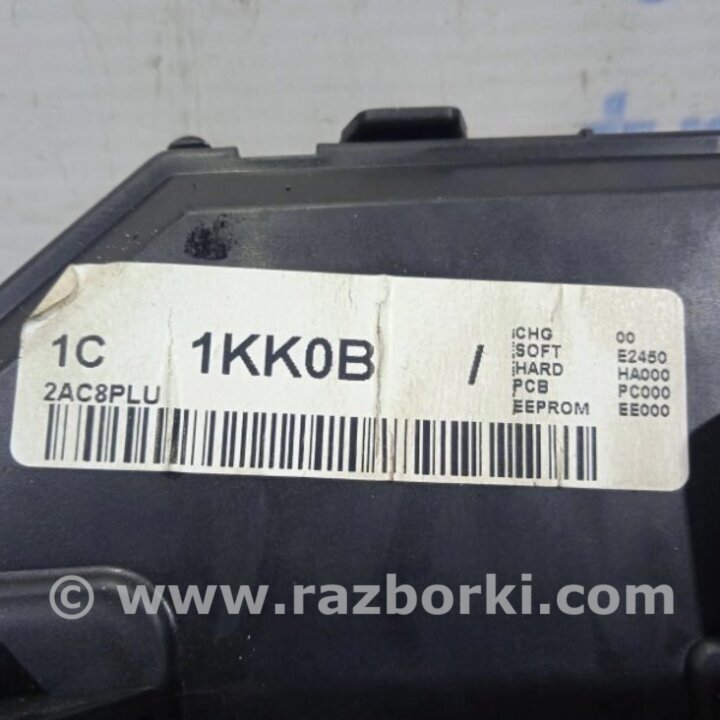 1C 1KK0B /
2AC8PLU
CHG 00
SOFT E2450
HARD HA000
PCB PC000
EEPROM EE000
© www.razborki.com